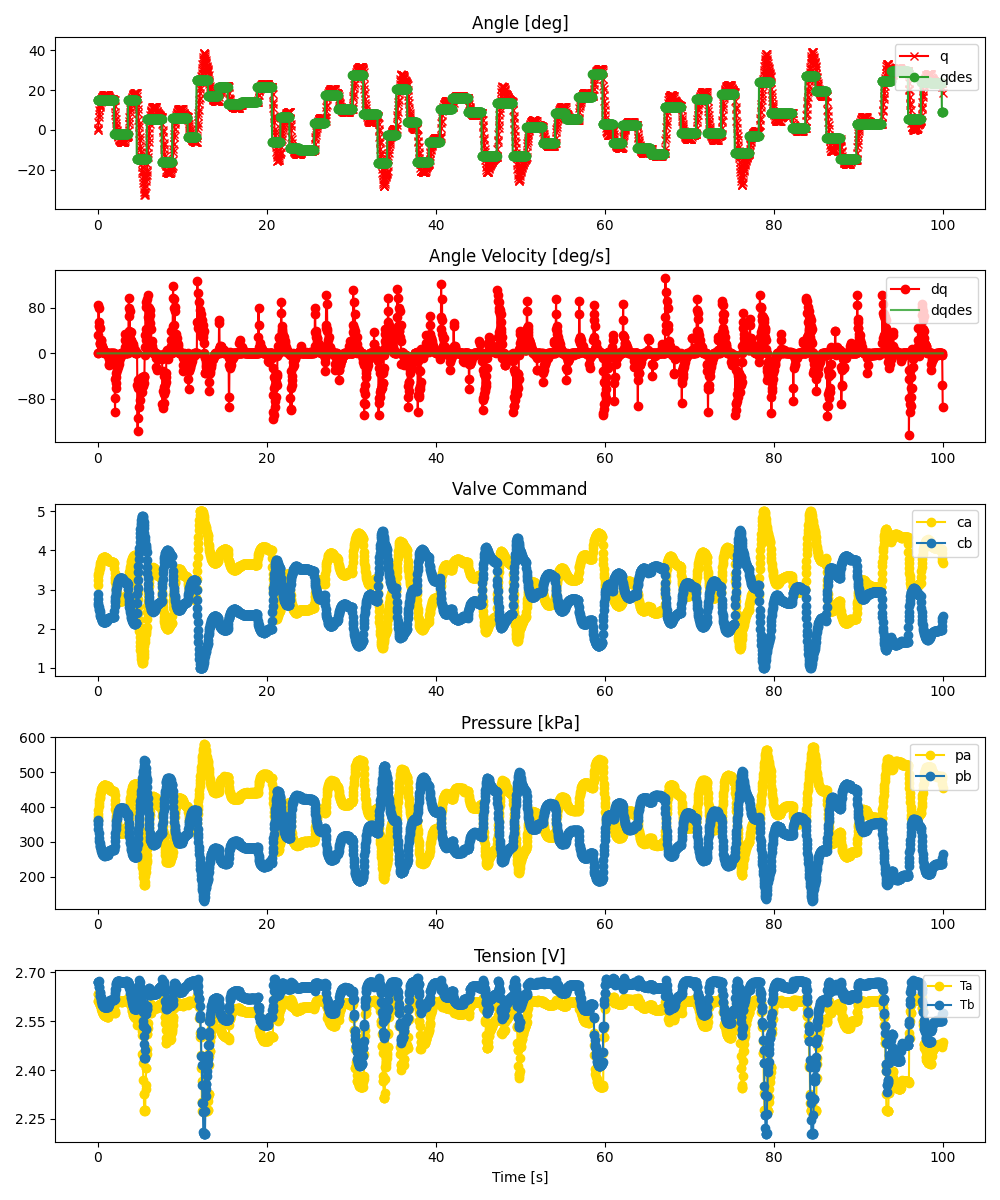 Angle [deg]
40
20
0
−20
q
qdes
0 20 40 60 80 100
Angle Velocity [deg/s]
80
0
−80
dq
dqdes
0 20 40 60 80 100
Valve Command
5
4
3
2
1
ca
cb
0 20 40 60 80 100
Pressure [kPa]
600
500
400
300
200
pa
pb
0 20 40 60 80 100
Tension [V]
2.70
2.55
2.40
2.25
Ta
Tb
0 20 40 60 80 100
Time [s]